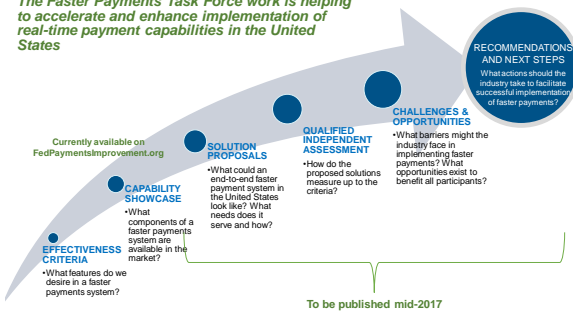 The Faster Payments Task Force work is helping
to accelerate and enhance implementation of
real-time payment capabilities in the United
States
RECOMMENDATIONS
AND NEXT STEPS
What actions should the
industry take to facilitate
successful implementation
of faster payments?
CHALLENGES &
OPPORTUNITIES
•What barriers might the
industry face in
implementing faster
payments? What
opportunities exist to
benefit all participants?
QUALIFIED
INDEPENDENT
ASSESSMENT
•How do the
proposed solutions
measure up to the
criteria?
Currently available on
FedPaymentsImprovement.org
SOLUTION
PROPOSALS
•What could an
end-to-end faster
payment system in
the United States
look like? What
needs does it
serve and how?
CAPABILITY
SHOWCASE
•What
components of a
faster payments
system are
available in the
market?
EFFECTIVENESS
CRITERIA
•What features do we
desire in a faster
payments system?
To be published mid-2017